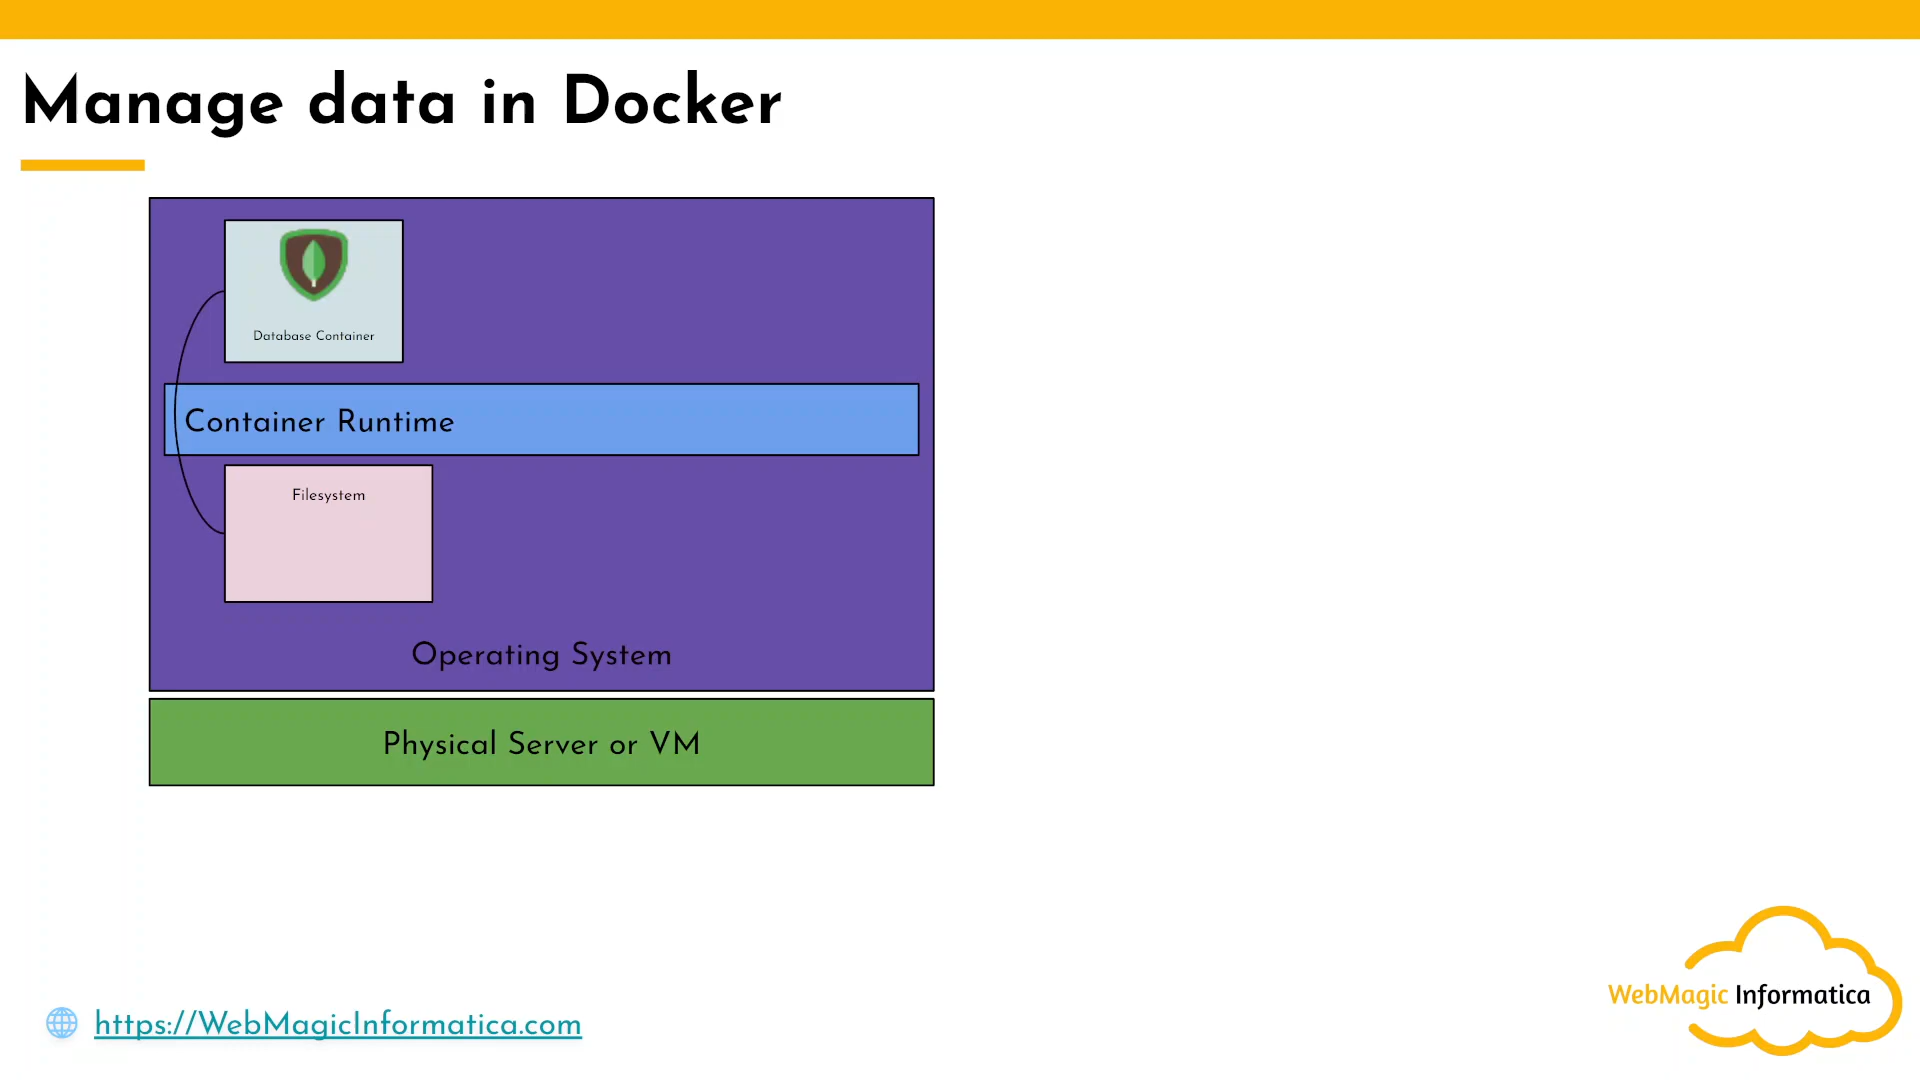 Manage data in Docker
Database Container
Container Runtime
Filesystem
Operating System
Physical Server or VM
WebMagic Informatica
https://WebMagicInformatica.com